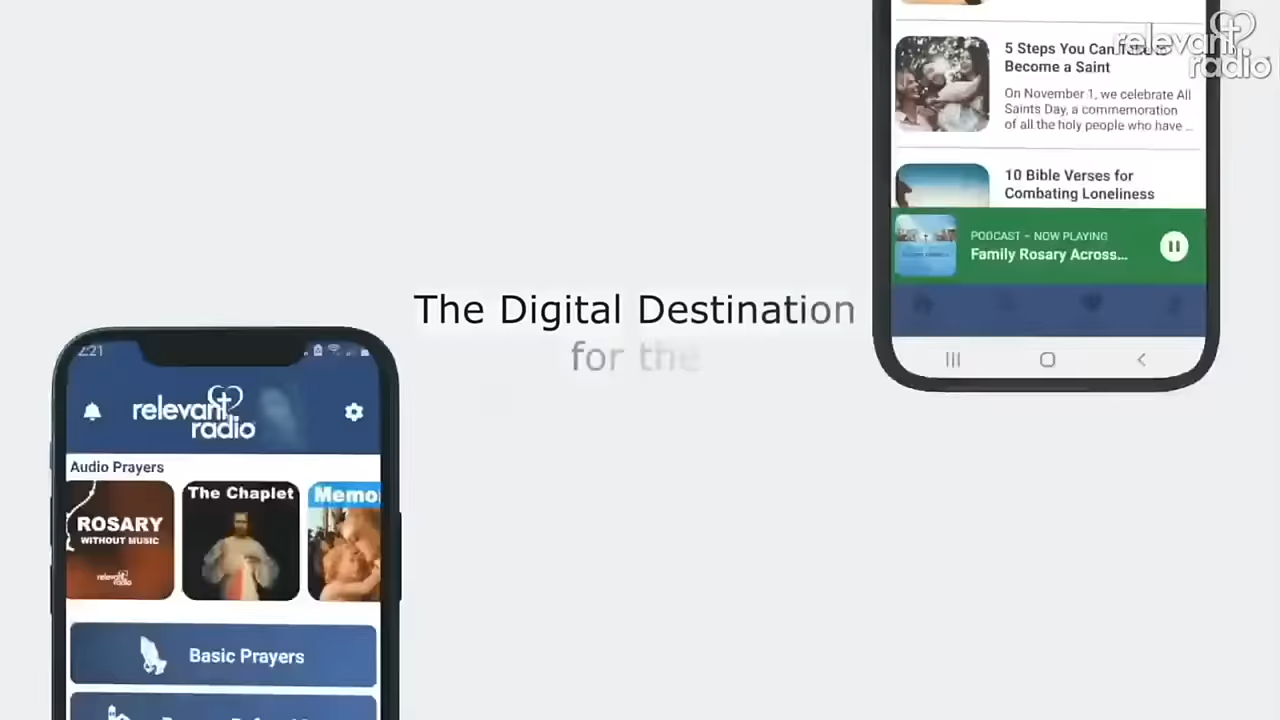 relevant
radio
5 Steps You Can Take to
Become a Saint
On November 1, we celebrate All
Saints Day, a commemoration
of all the holy people who have ...
10 Bible Verses for
Combating Loneliness
PODCAST - NOW PLAYING
Family Rosary Across...
The Digital Destination
for the
2:21
relevant
radio
Audio Prayers
ROSARY
WITHOUT MUSIC
relevant
radio
The Chaplet
Memo
Basic Prayers